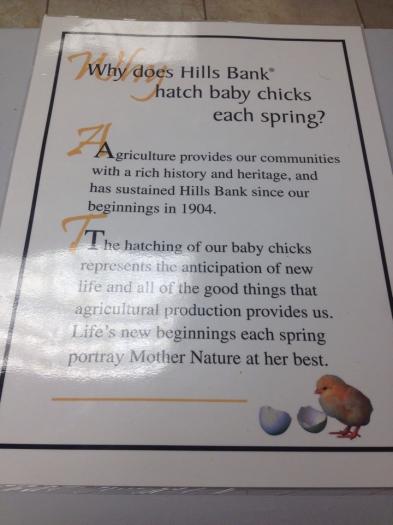 Why does Hills Bank®
hatch baby chicks
each spring?
Agriculture provides our communities
with a rich history and heritage, and
has sustained Hills Bank since our
beginnings in 1904.
The hatching of our baby chicks
represents the anticipation of new
life and all of the good things that
agricultural production provides us.
Life's new beginnings each spring
portray Mother Nature at her best.